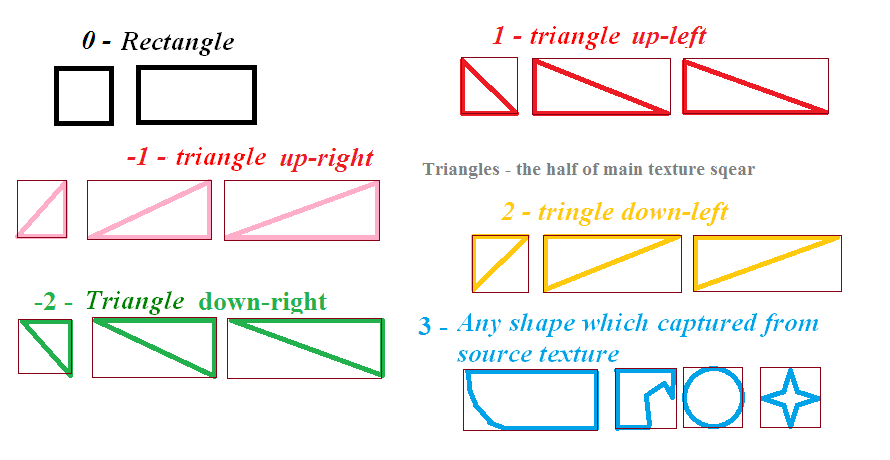 0 - Rectangle
1 - triangle up-left
-1 - triangle up-right
Triangles - the half of main texture sqear
2 - tringle down-left
-2 - Triangle down-right
3 - Any shape which captured from
source texture